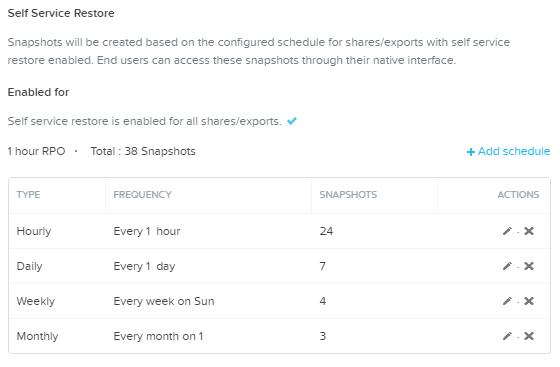 Self Service Restore
Snapshots will be created based on the configured schedule for shares/exports with self service
restore enabled. End users can access these snapshots through their native interface.
Enabled for
Self service restore is enabled for all shares/exports.
1 hour RPO · Total : 38 Snapshots + Add schedule
TYPE FREQUENCY SNAPSHOTS ACTIONS
Hourly Every 1 hour 24
Daily Every 1 day 7
Weekly Every week on Sun 4
Monthly Every month on 1 3